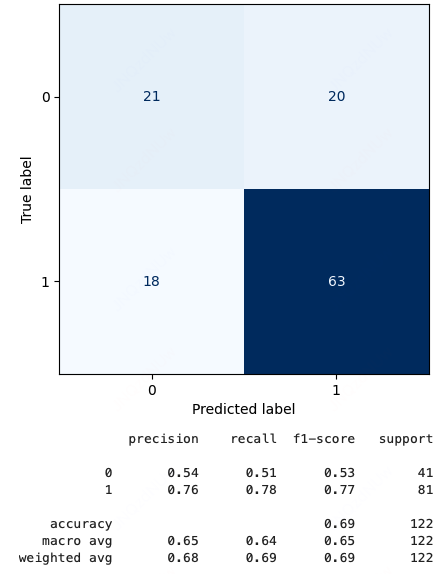 True label
0
21
20
1
18
63
0
1
Predicted label
precision recall f1-score support
0 0.54 0.51 0.53 41
1 0.76 0.78 0.77 81
accuracy 0.69 122
macro avg 0.65 0.64 0.65 122
weighted avg 0.68 0.69 0.69 122